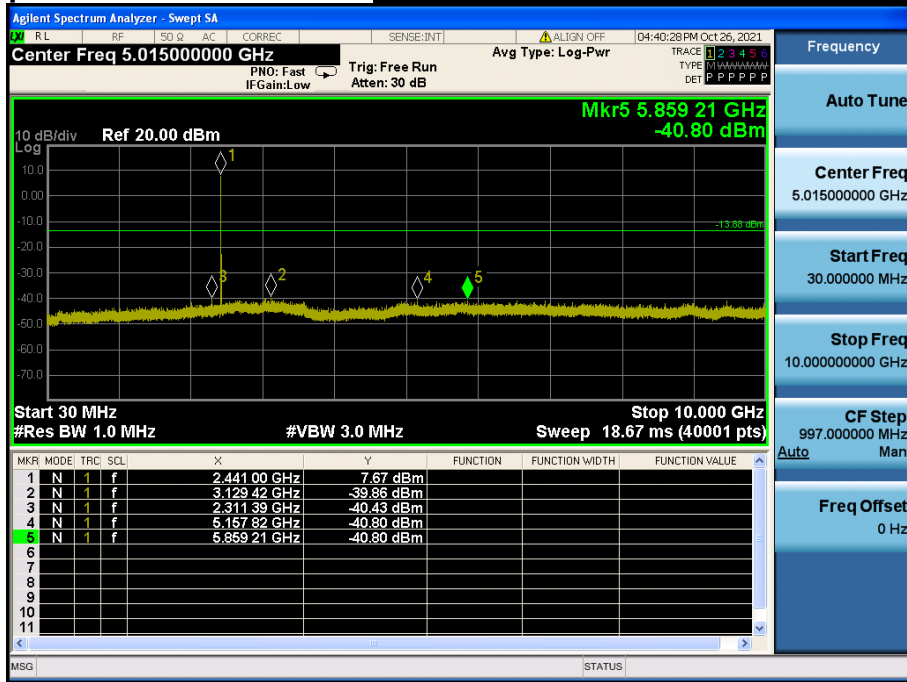 Agilent Spectrum Analyzer - Swept SA
LXI RL RF 50 Ω AC CORREC SENSE:INT ALIGN OFF 04:40:28 PM Oct 26, 2021
Center Freq 5.015000000 GHz
PNO: Fast
IFGain:Low
Trig: Free Run
Atten: 30 dB
Avg Type: Log-Pwr
TRACE 1 2 3 4 5 6
TYPE M WWWWW
DET P P P P P P
Mkr5 5.859 21 GHz
-40.80 dBm
10 dB/div Ref 20.00 dBm
Log
10.0
0.00
-10.0
-20.0
-30.0
-40.0
-50.0
-60.0
-70.0
1
-13.88 dBm
3
2
4
5
Start 30 MHz Stop 10.000 GHz
#Res BW 1.0 MHz #VBW 3.0 MHz Sweep 18.67 ms (40001 pts)
MKR MODE TRC SCL X Y FUNCTION FUNCTION WIDTH FUNCTION VALUE
1 N 1 f 2.441 00 GHz 7.67 dBm
2 N 1 f 3.129 42 GHz -39.86 dBm
3 N 1 f 2.311 39 GHz -40.43 dBm
4 N 1 f 5.157 82 GHz -40.80 dBm
5 N 1 f 5.859 21 GHz -40.80 dBm
6
7
8
9
10
11
MSG STATUS
Frequency
Auto Tune
Center Freq
5.015000000 GHz
Start Freq
30.000000 MHz
Stop Freq
10.000000000 GHz
CF Step
997.000000 MHz
Auto Man
Freq Offset
0 Hz